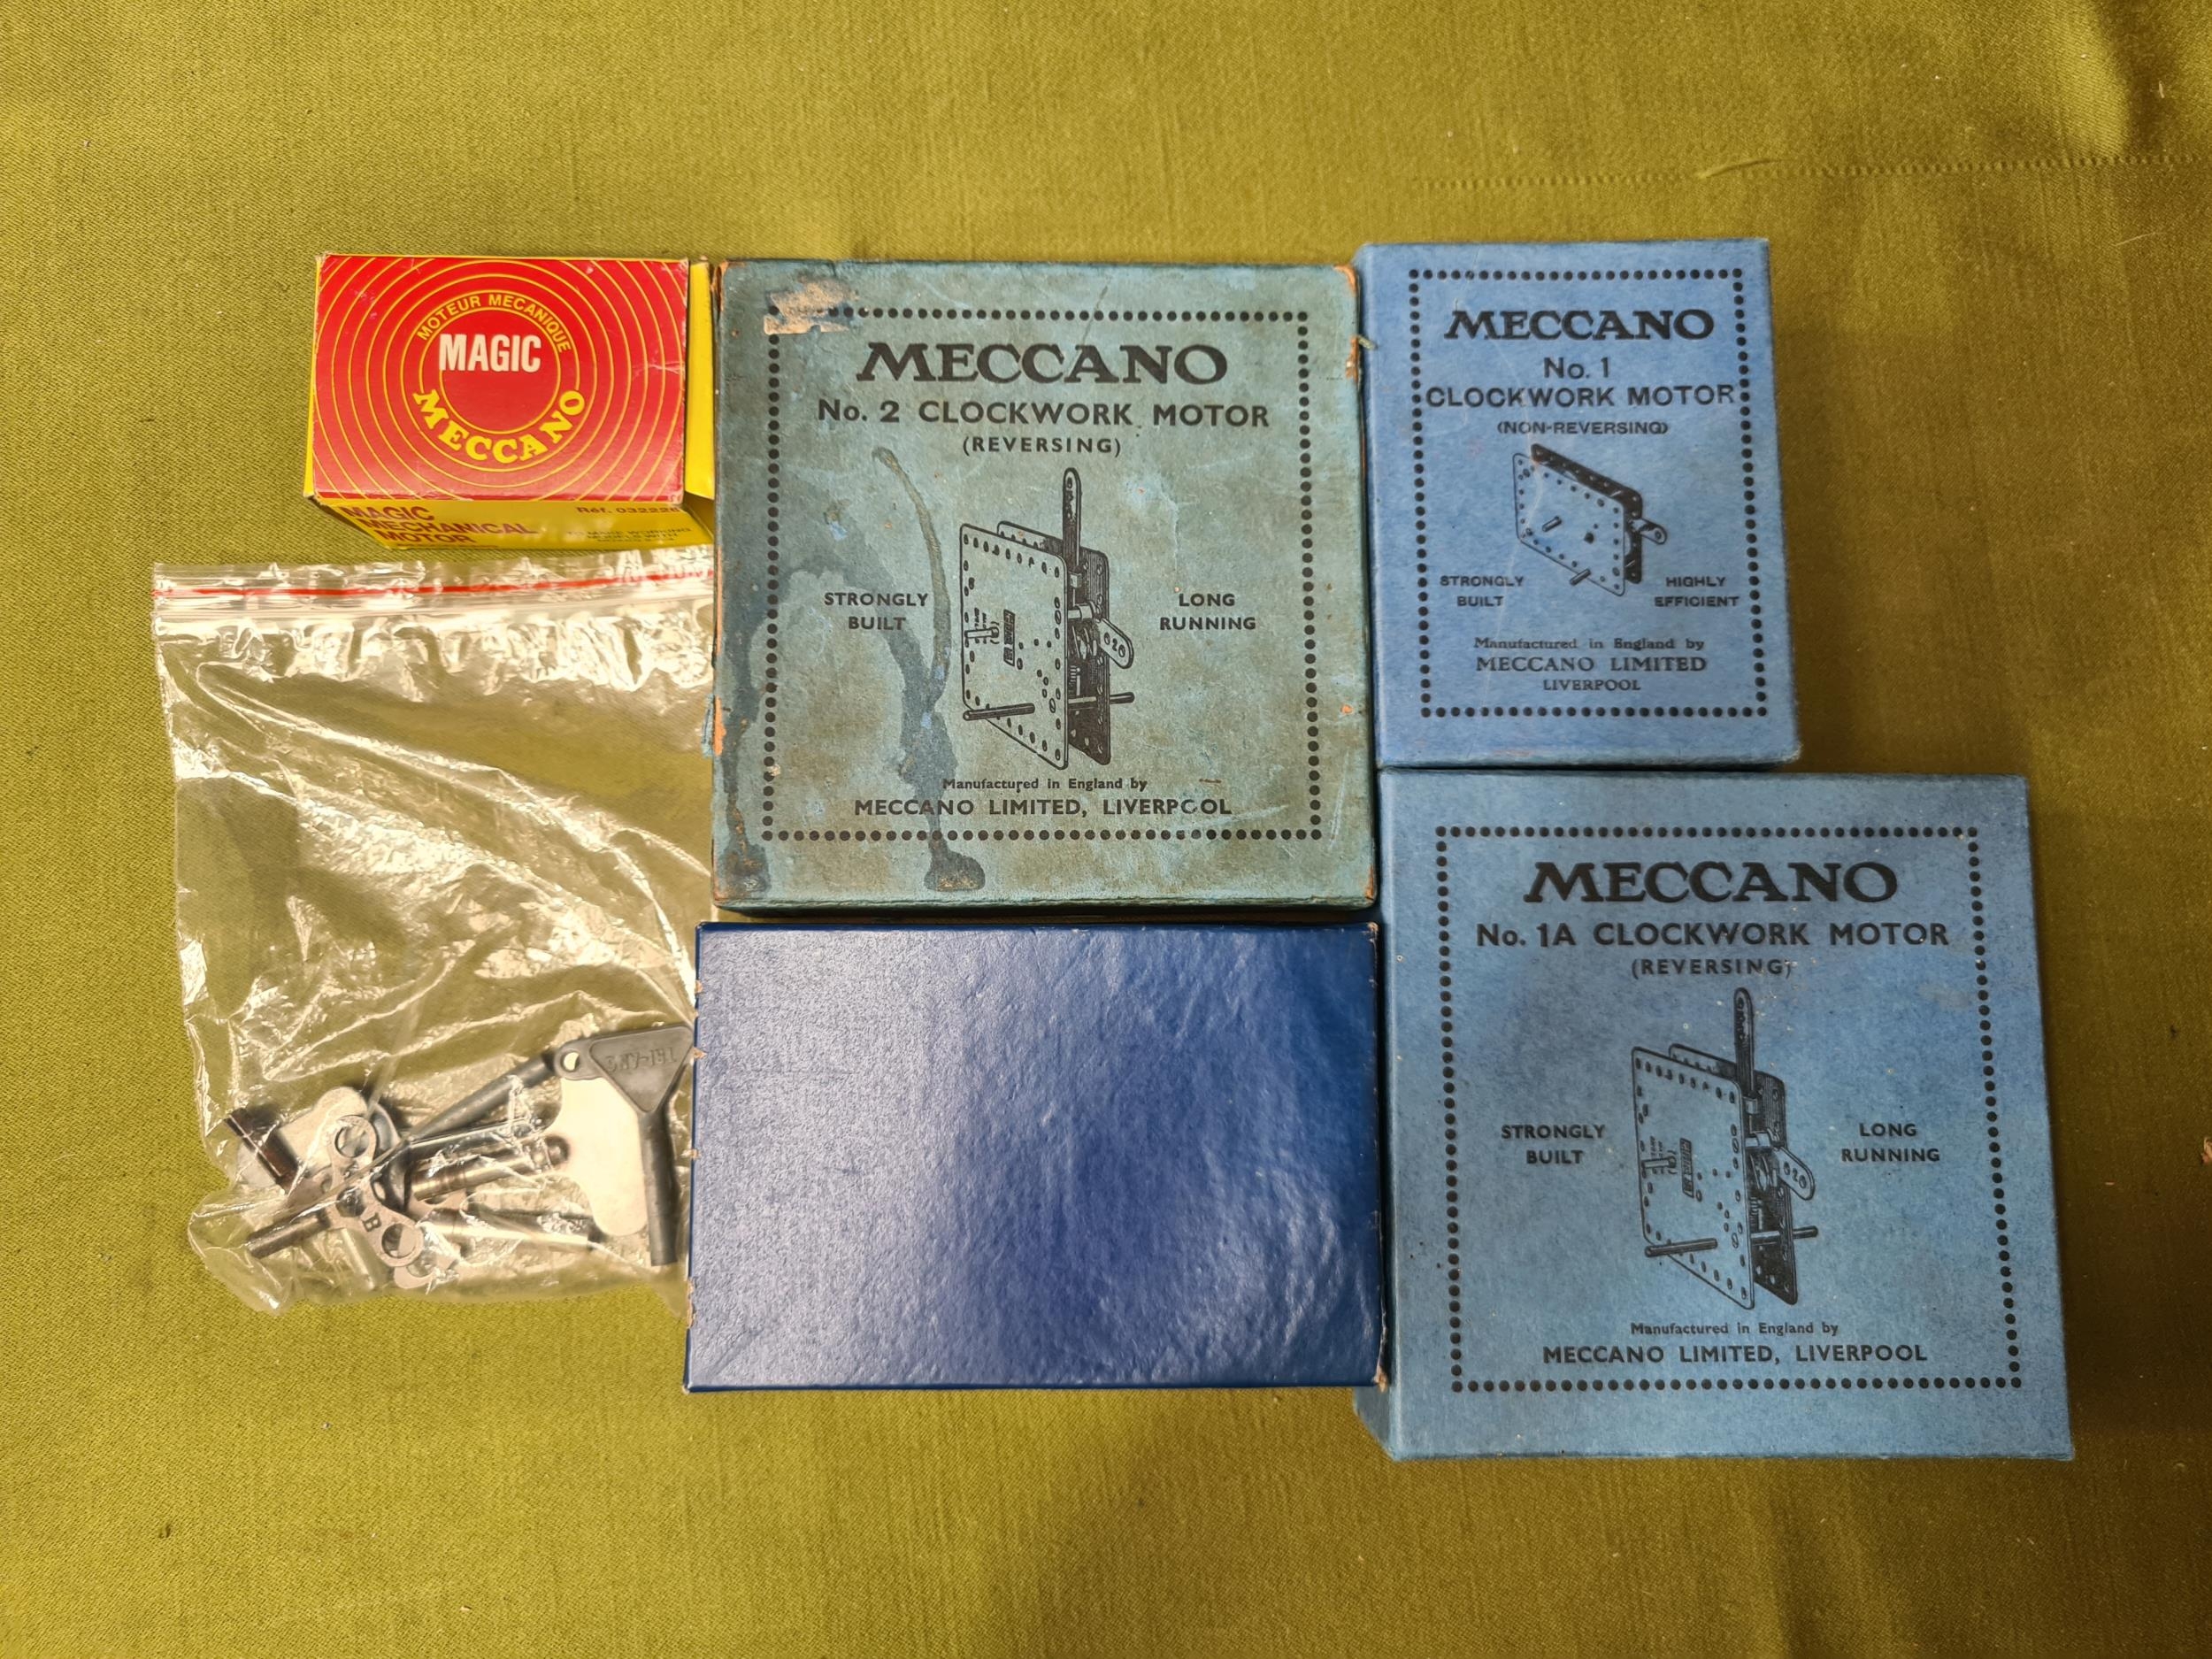 MOTEUR MECANIQUE
MAGIC
MECCANO
MAGIC
MECHANICAL
MOTOR
Réf. 032228
MECCANO
No. 2 CLOCKWORK MOTOR
(REVERSING)
STRONGLY
BUILT
LONG
RUNNING
Manufactured in England by
MECCANO LIMITED, LIVERPOOL
MECCANO
No. 1
CLOCKWORK MOTOR
(NON-REVERSING)
STRONGLY
BUILT
HIGHLY
EFFICIENT
Manufactured in England by
MECCANO LIMITED
LIVERPOOL
MECCANO
No. 1A CLOCKWORK MOTOR
(REVERSING)
STRONGLY
BUILT
LONG
RUNNING
Manufactured in England by
MECCANO LIMITED, LIVERPOOL
B